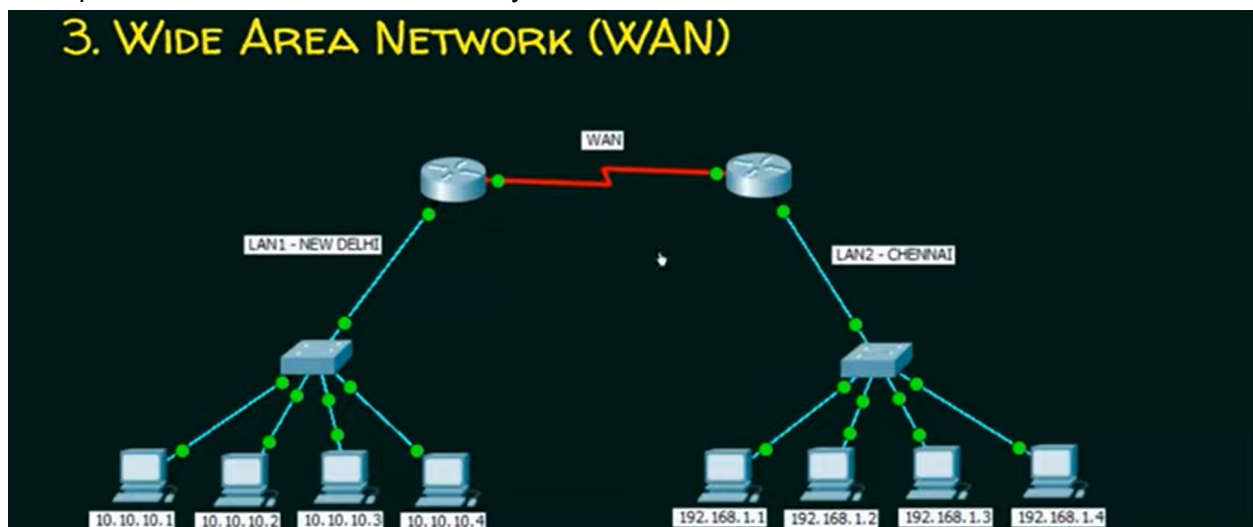 3. WIDE AREA NETWORK (WAN)
WAN
LAN1 - NEW DELHI
LAN2 - CHENNAI
10.10.10.1 10.10.10.2 10.10.10.3 10.10.10.4 192.168.1.1 192.168.1.2 192.168.1.3 192.168.1.4